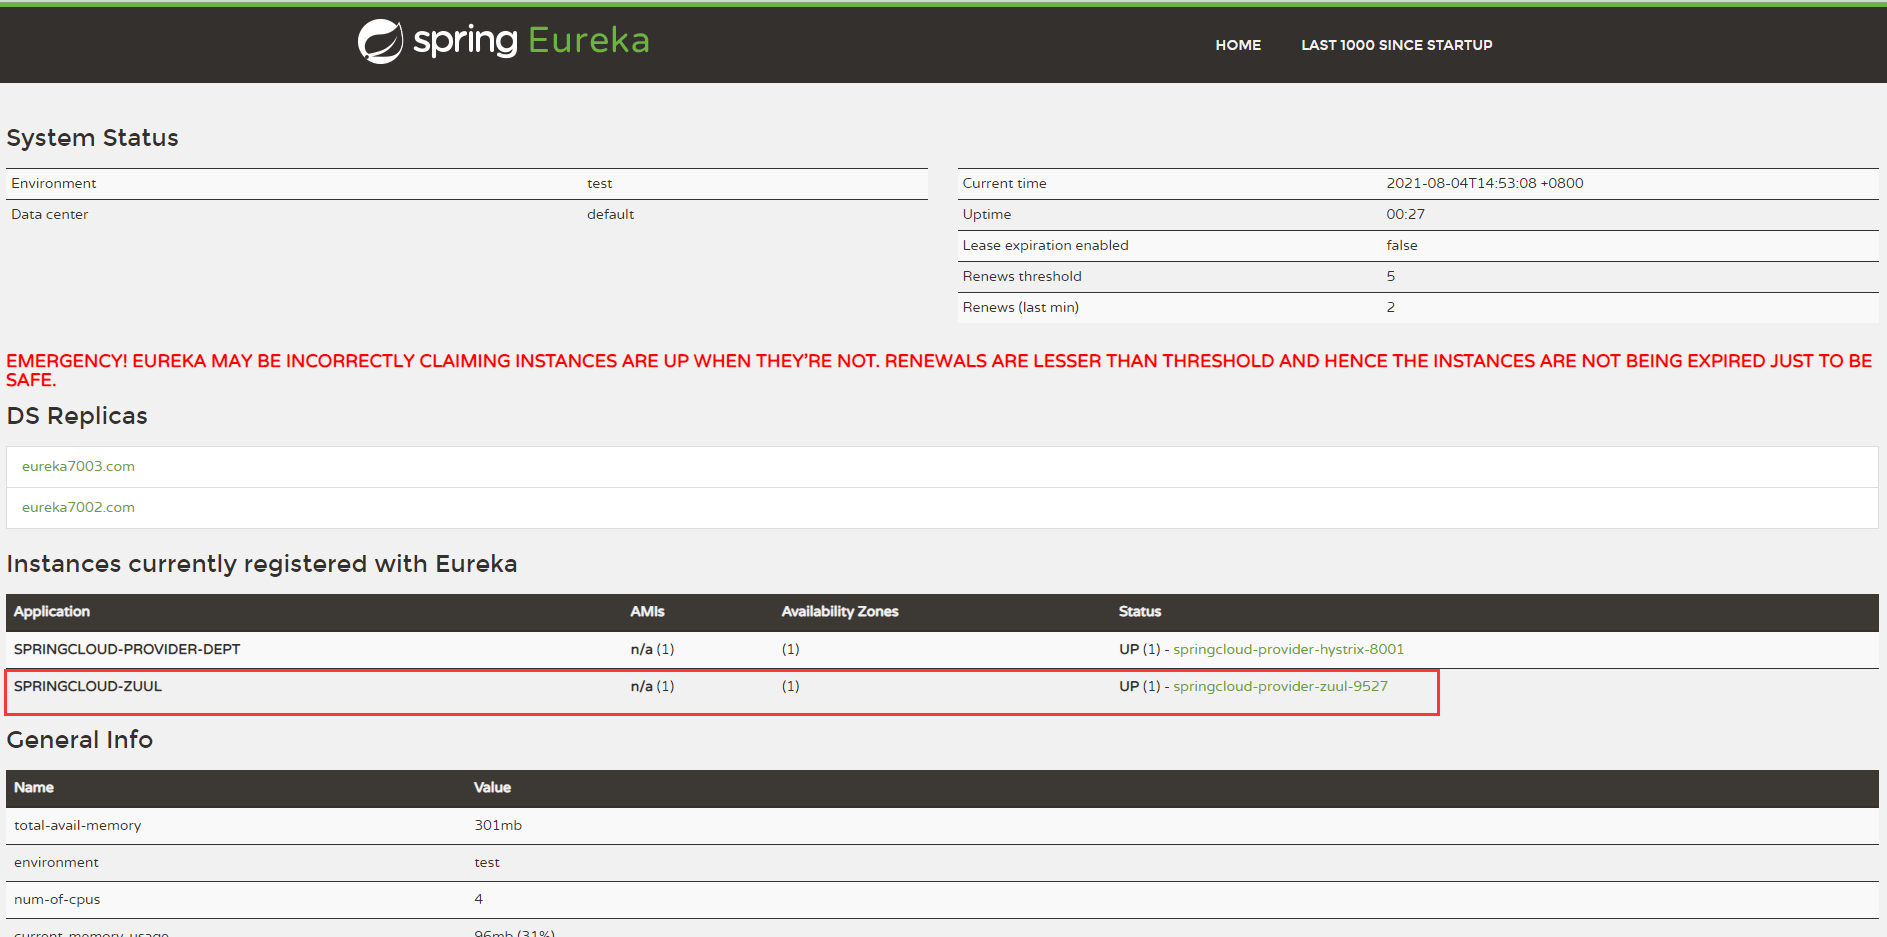 spring Eureka
HOME LAST 1000 SINCE STARTUP
System Status
Environment test
Data center default
Current time 2021-08-04T14:53:08 +0800
Uptime 00:27
Lease expiration enabled false
Renews threshold 5
Renews (last min) 2
EMERGENCY! EUREKA MAY BE INCORRECTLY CLAIMING INSTANCES ARE UP WHEN THEY'RE NOT. RENEWALS ARE LESSER THAN THRESHOLD AND HENCE THE INSTANCES ARE NOT BEING EXPIRED JUST TO BE
SAFE.
DS Replicas
eureka7003.com
eureka7002.com
Instances currently registered with Eureka
Application AMIs Availability Zones Status
SPRINGCLOUD-PROVIDER-DEPT n/a (1) (1) UP (1) - springcloud-provider-hystrix-8001
SPRINGCLOUD-ZUUL n/a (1) (1) UP (1) - springcloud-provider-zuul-9527
General Info
Name Value
total-avail-memory 301mb
environment test
num-of-cpus 4
current-memory-usage 96mb (31%)